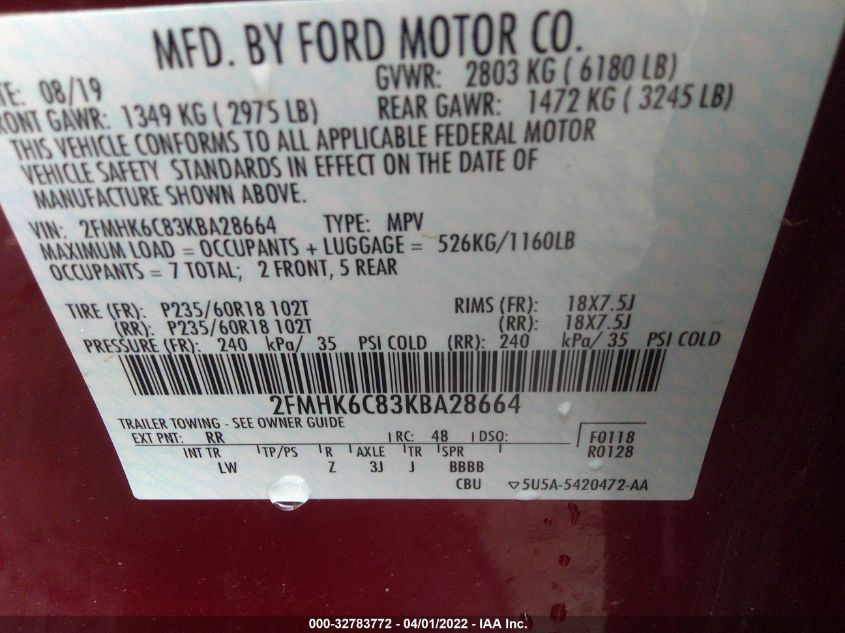 MFD. BY FORD MOTOR CO.
TE: 08/19 GVWR: 2803 KG ( 6180 LB)
RONT GAWR: 1349 KG ( 2975 LB) REAR GAWR: 1472 KG ( 3245 LB)
THIS VEHICLE CONFORMS TO ALL APPLICABLE FEDERAL MOTOR
VEHICLE SAFETY STANDARDS IN EFFECT ON THE DATE OF
MANUFACTURE SHOWN ABOVE.
VIN: 2FMHK6C83KBA28664 TYPE: MPV
MAXIMUM LOAD = OCCUPANTS + LUGGAGE = 526KG/1160LB
OCCUPANTS = 7 TOTAL; 2 FRONT, 5 REAR
TIRE (FR): P235/60R18 102T RIMS (FR): 18X7.5J
(RR): P235/60R18 102T (RR): 18X7.5J
PRESSURE (FR): 240 kPa/ 35 PSI COLD (RR): 240 kPa/ 35 PSI COLD
2FMHK6C83KBA28664
TRAILER TOWING - SEE OWNER GUIDE
EXT PNT: RR RC: 48 DSO: F0118
INT TR TP/PS R AXLE TR SPR R0128
LW Z 3J J BBBB
CBU ▽5U5A-5420472-AA
000-32783772 - 04/01/2022 - IAA Inc.